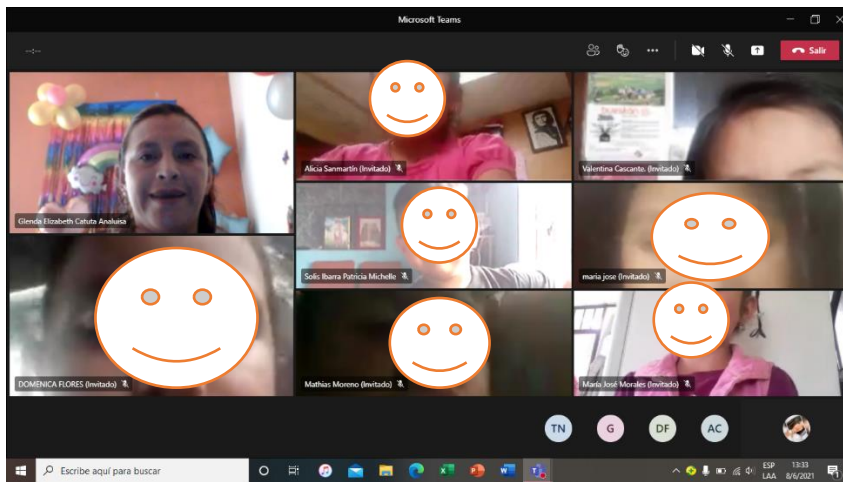 Microsoft Teams
--:--
Salir
Alicia Sanmartín (Invitado)
Valentina Cascante. (Invitado)
Glenda Elizabeth Catuta Analuisa
Solis Ibarra Patricia Michelle
maria jose (Invitado)
DOMENICA FLORES (Invitado)
Mathias Moreno (Invitado)
María José Morales (Invitado)
TN
G
DF
AC
Escribe aquí para buscar
ESP
LAA
13:33
8/6/2021
1